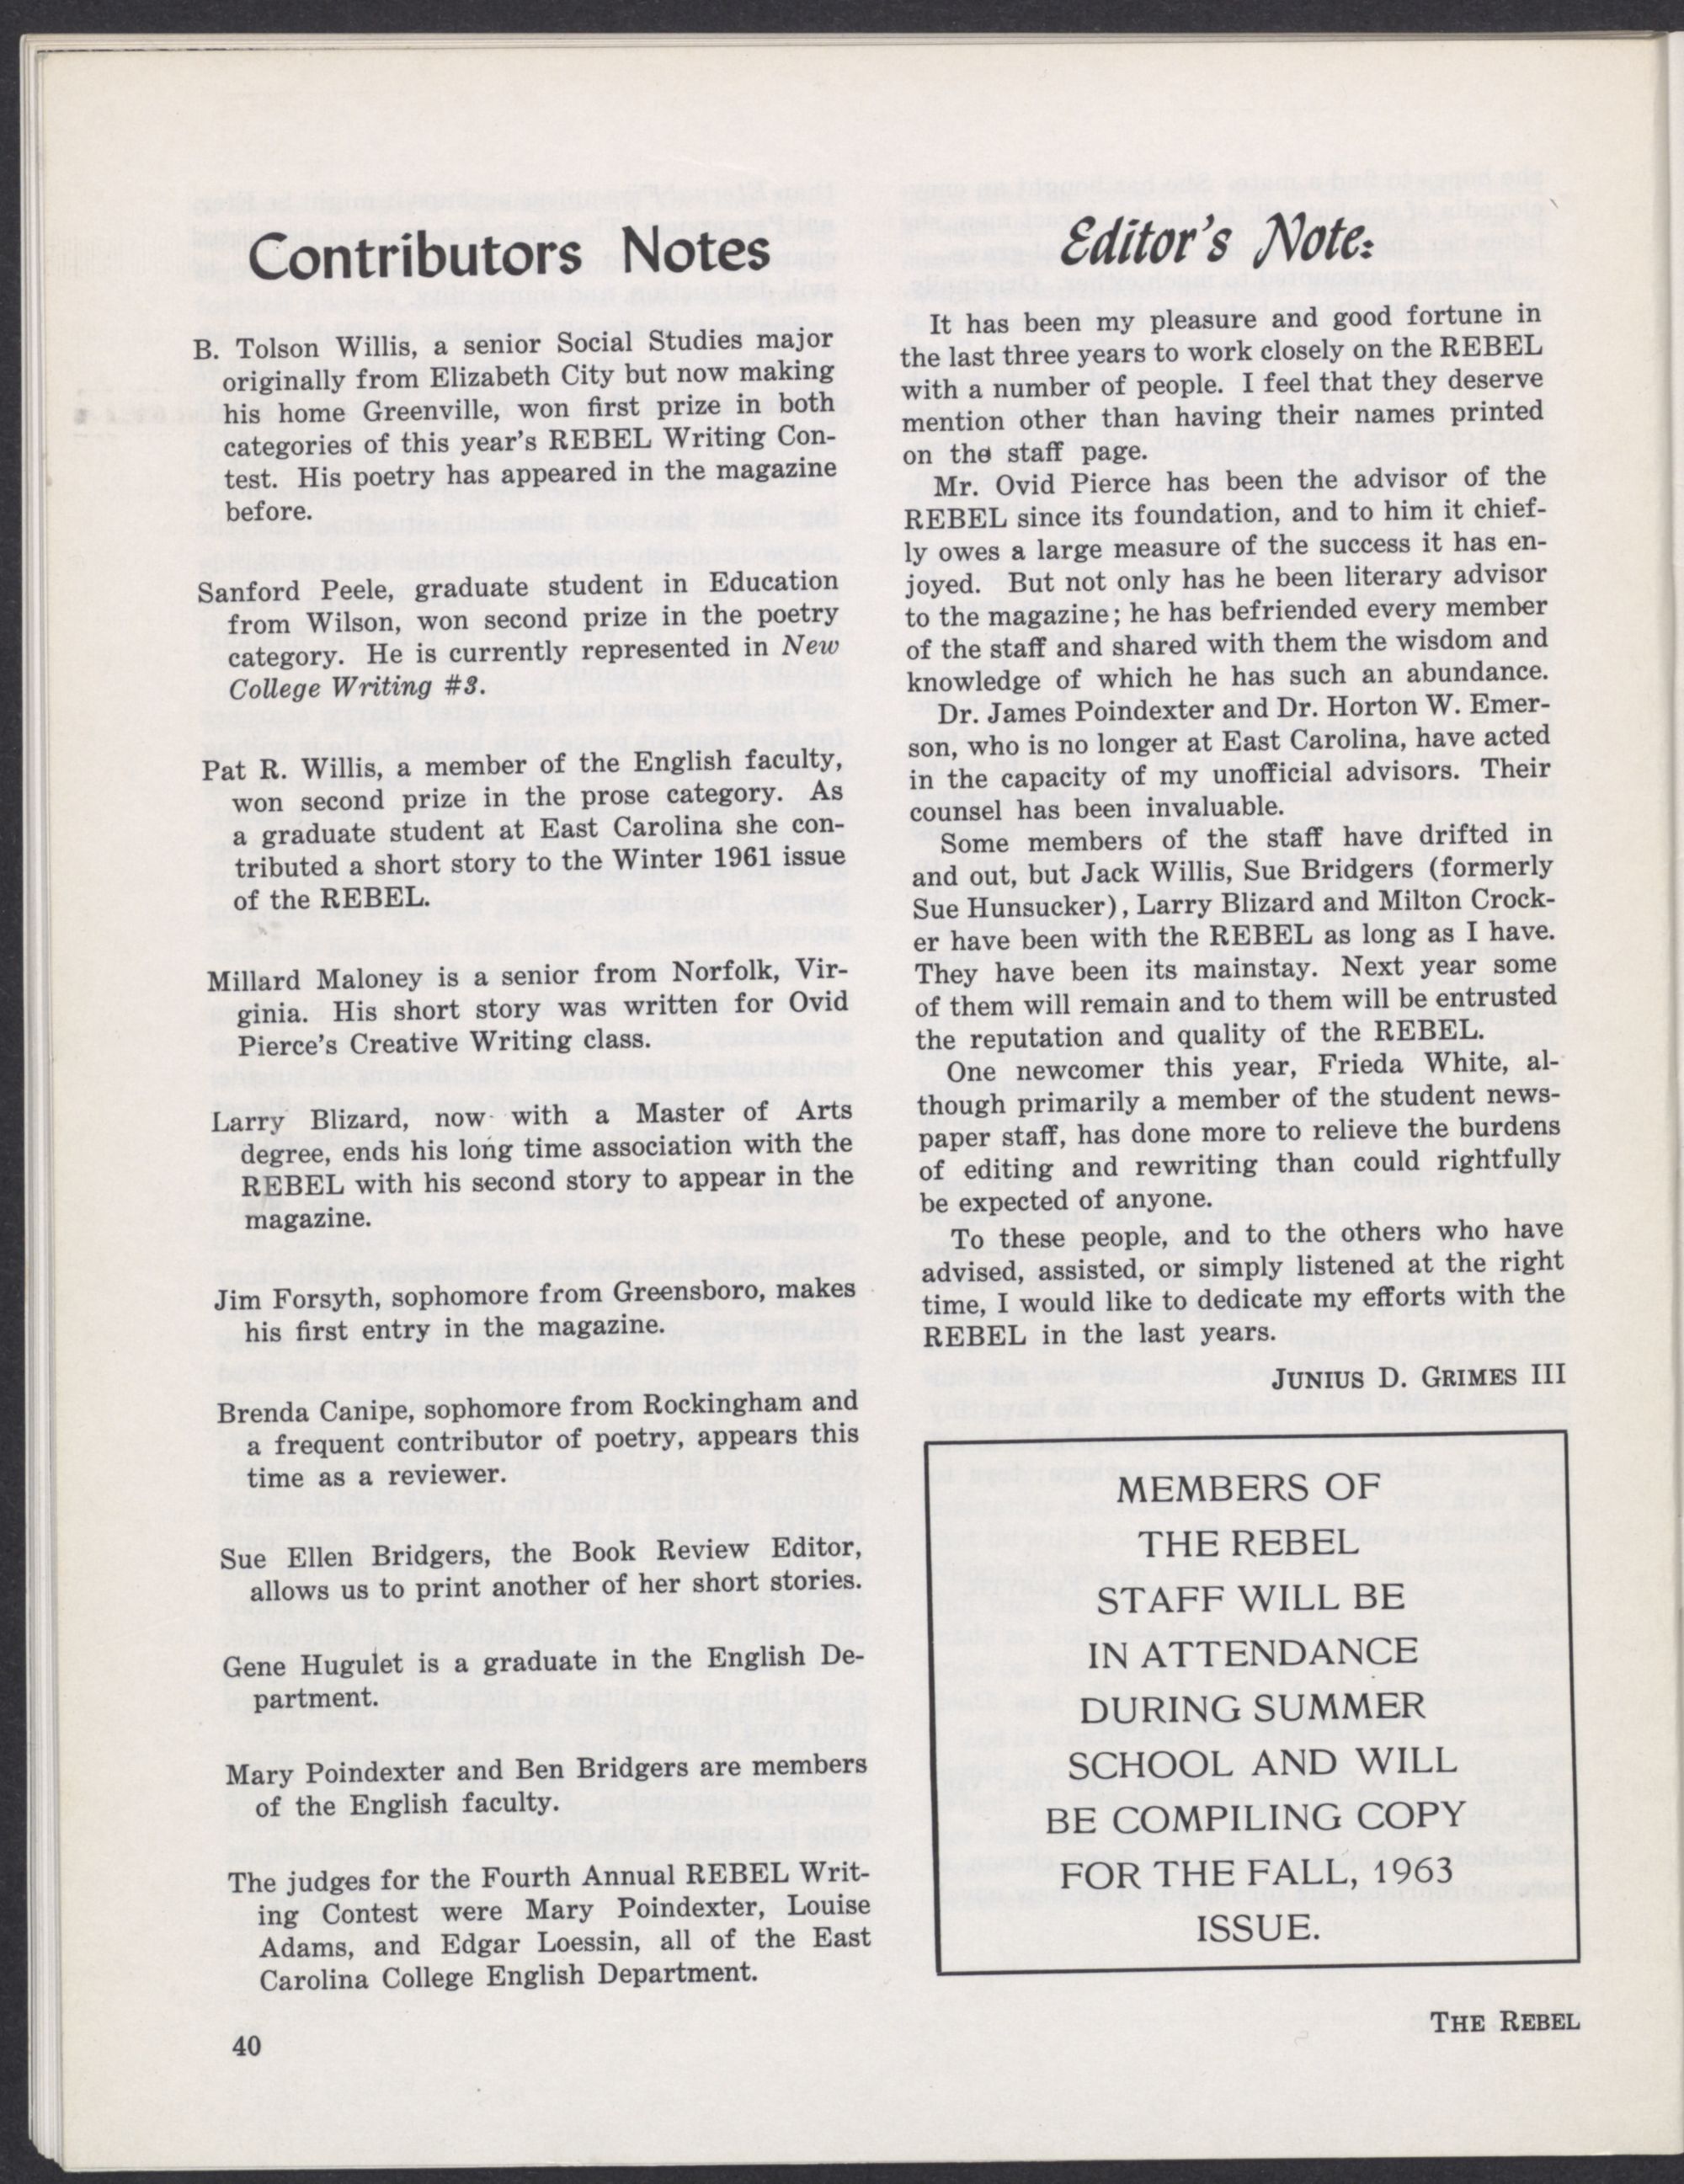 Contributors Notes
B. Tolson Willis, a senior Social Studies major
originally from Elizabeth City but now making
his home Greenville, won first prize in both
categories of this year's REBEL Writing Con-
test. His poetry has appeared in the magazine
before.
Sanford Peele, graduate student in Education
from Wilson, won second prize in the poetry
category. He is currently represented in New
College Writing #3.
Pat R. Willis, a member of the English faculty,
won second prize in the prose category. As
a graduate student at East Carolina she con-
tributed a short story to the Winter 1961 issue
of the REBEL.
Millard Maloney is a senior from Norfolk, Vir-
ginia. His short story was written for Ovid
Pierce's Creative Writing class.
Larry Blizard, now with a Master of Arts
degree, ends his long time association with the
REBEL with his second story to appear in the
magazine.
Jim Forsyth, sophomore from Greensboro, makes
his first entry in the magazine.
Brenda Canipe, sophomore from Rockingham and
a frequent contributor of poetry, appears this
time as a reviewer.
Sue Ellen Bridgers, the Book Review Editor,
allows us to print another of her short stories.
Gene Hugulet is a graduate in the English De-
partment.
Mary Poindexter and Ben Bridgers are members
of the English faculty.
The judges for the Fourth Annual REBEL Writ-
ing Contest were Mary Poindexter, Louise
Adams, and Edgar Loessin, all of the East
Carolina College English Department.
40
Editor's Note:
It has been my pleasure and good fortune in
the last three years to work closely on the REBEL
with a number of people. I feel that they deserve
mention other than having their names printed
on the staff page.
Mr. Ovid Pierce has been the advisor of the
REBEL since its foundation, and to him it chief-
ly owes a large measure of the success it has en-
joyed. But not only has he been literary advisor
to the magazine; he has befriended every member
of the staff and shared with them the wisdom and
knowledge of which he has such an abundance.
Dr. James Poindexter and Dr. Horton W. Emer-
son, who is no longer at East Carolina, have acted
in the capacity of my unofficial advisors. Their
counsel has been invaluable.
Some members of the staff have drifted in
and out, but Jack Willis, Sue Bridgers (formerly
Sue Hunsucker), Larry Blizard and Milton Crock-
er have been with the REBEL as long as I have.
They have been its mainstay. Next year some
of them will remain and to them will be entrusted
the reputation and quality of the REBEL.
One newcomer this year, Frieda White, al-
though primarily a member of the student news-
paper staff, has done more to relieve the burdens
of editing and rewriting than could rightfully
be expected of anyone.
To these people, and to the others who have
advised, assisted, or simply listened at the right
time, I would like to dedicate my efforts with the
REBEL in the last years.
JUNIUS D. GRIMES III
MEMBERS OF
THE REBEL
STAFF WILL BE
IN ATTENDANCE
DURING SUMMER
SCHOOL AND WILL
BE COMPILING COPY
FOR THE FALL, 1963
ISSUE.
THE REBEL